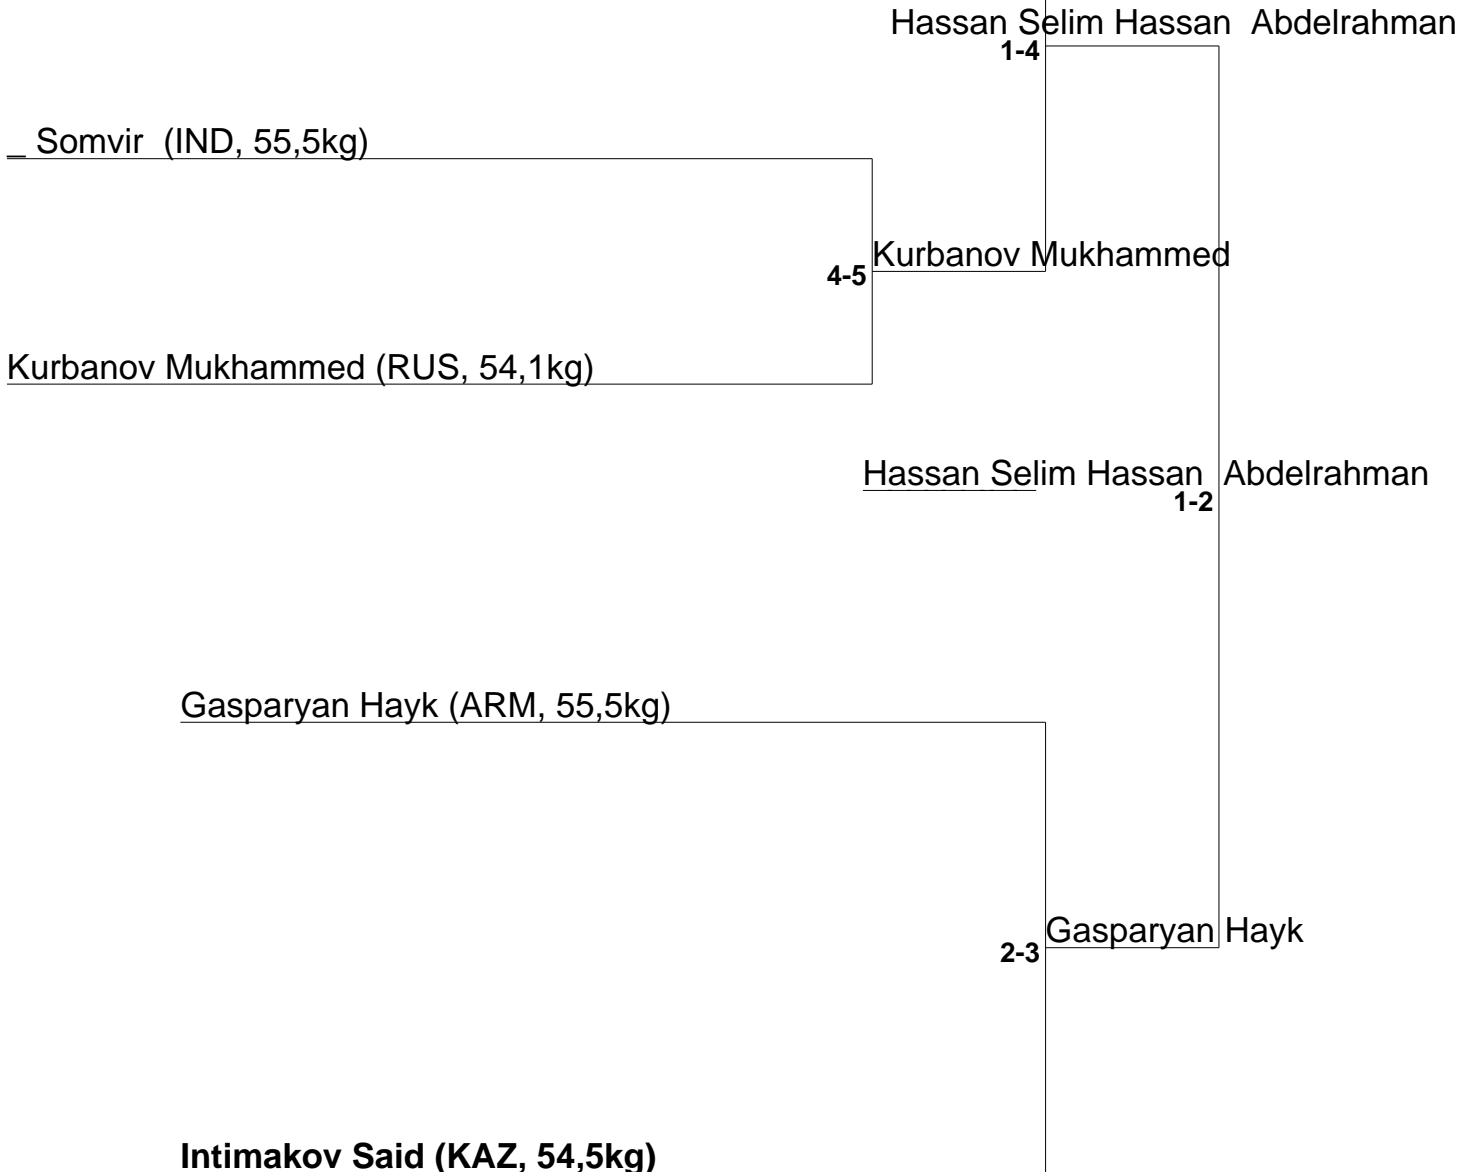 Hassan Selim Hassan  Abdelrahman
1-4
_ Somvir  (IND, 55,5kg)
Kurbanov Mukhammed
4-5
Kurbanov Mukhammed (RUS, 54,1kg)
Hassan Selim Hassan  Abdelrahman
1-2
Gasparyan Hayk (ARM, 55,5kg)
Gasparyan Hayk
2-3
Intimakov Said (KAZ, 54,5kg)